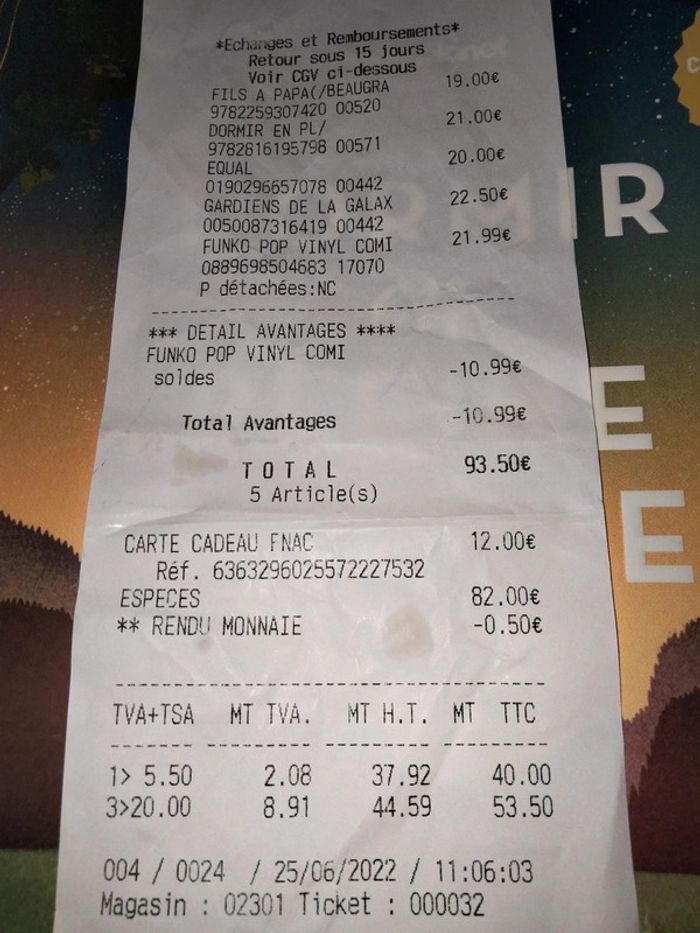 *Echanges et Remboursements*
Retour sous 15 jours
Voir CGV ci-dessous
FILS A PAPA(/BEAUGRA 19.00€
9782259307420 00520
DORMIR EN PL/ 21.00€
9782816195798 00571
EQUAL 20.00€
0190296657078 00442
GARDIENS DE LA GALAX 22.50€
0050087316419 00442
FUNKO POP VINYL COMI 21.99€
0889698504683 17070
P détachées:NC
*** DETAIL AVANTAGES ****
FUNKO POP VINYL COMI
soldes -10.99€
Total Avantages -10.99€
TOTAL 93.50€
5 Article(s)
CARTE CADEAU FNAC 12.00€
Réf. 6363296025572227532
ESPECES 82.00€
** RENDU MONNAIE -0.50€
TVA+TSA MT TVA. MT H.T. MT TTC
1> 5.50 2.08 37.92 40.00
3>20.00 8.91 44.59 53.50
004 / 0024 / 25/06/2022 / 11:06:03
Magasin : 02301 Ticket : 000032